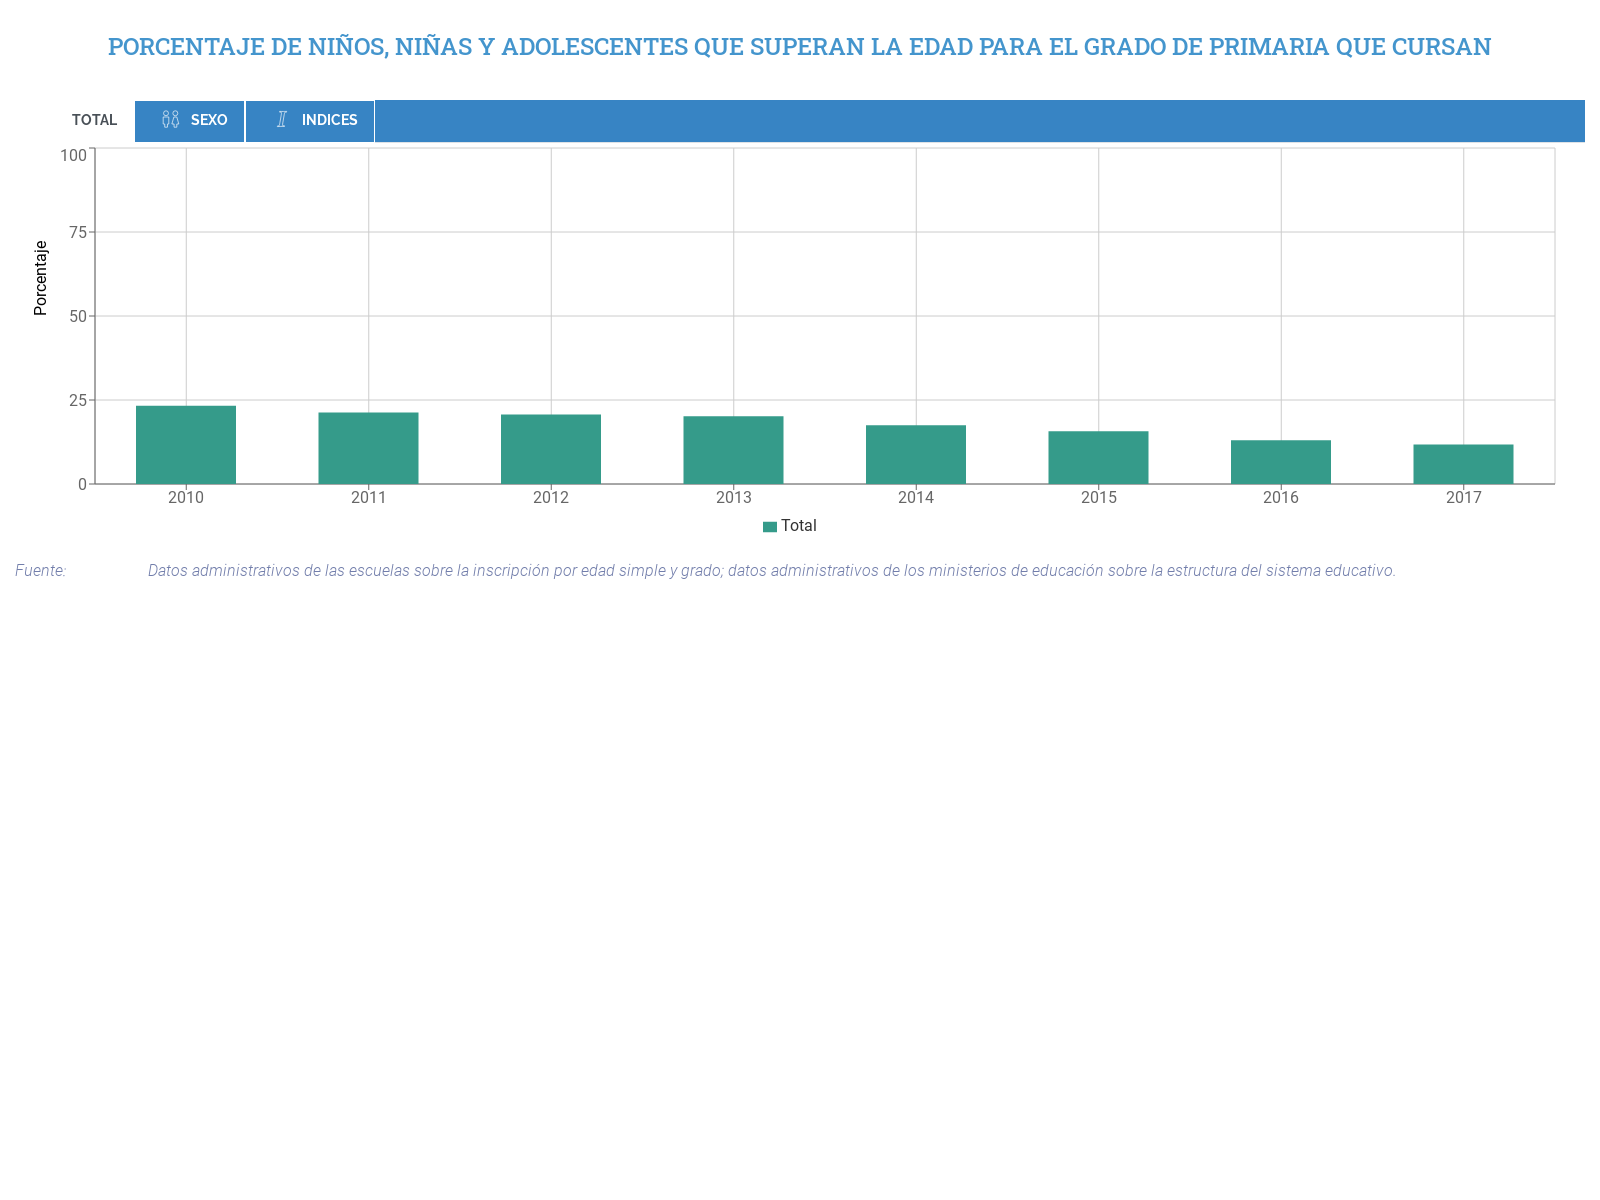 PORCENTAJE DE NIÑOS, NIÑAS Y ADOLESCENTES QUE SUPERAN LA EDAD PARA EL GRADO DE PRIMARIA QUE CURSAN
TOTAL SEXO INDICES
Porcentaje
100
75
50
25
0
2010 2011 2012 2013 2014 2015 2016 2017
Total
Fuente: Datos administrativos de las escuelas sobre la inscripción por edad simple y grado; datos administrativos de los ministerios de educación sobre la estructura del sistema educativo.